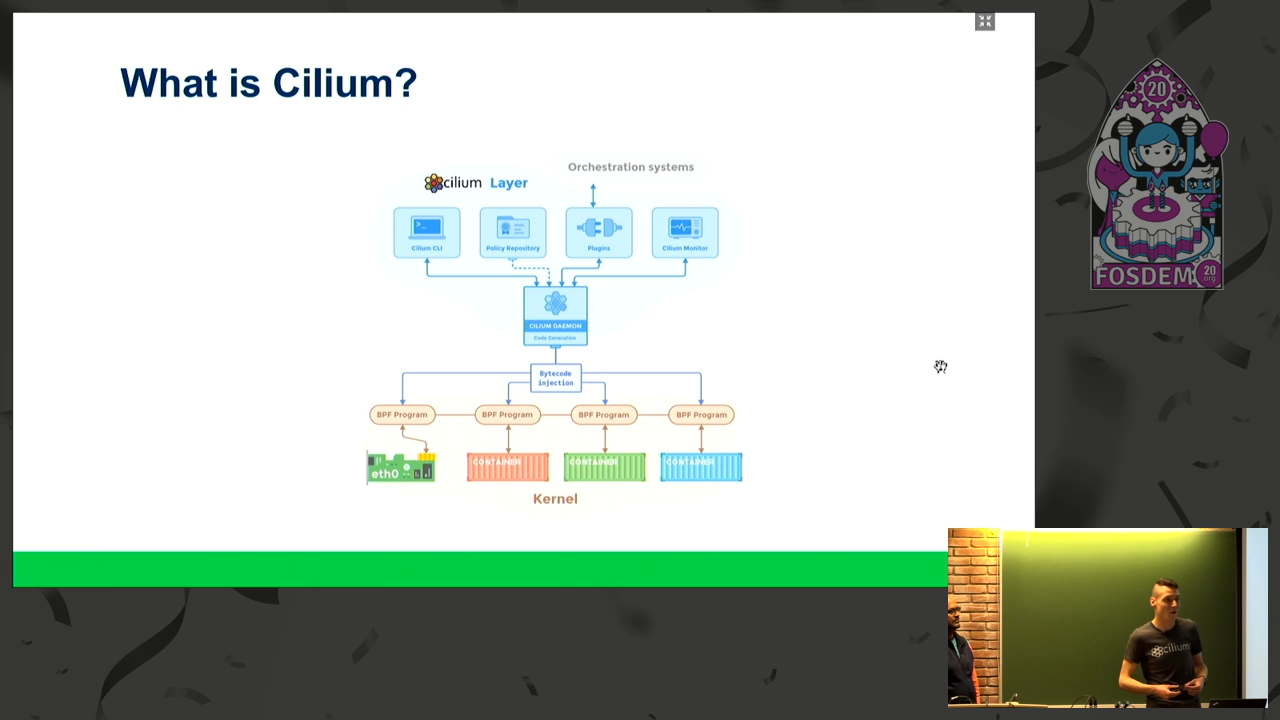 What is Cilium?
Orchestration systems
cilium Layer
Cilium CLI
Policy Repository
Plugins
Cilium Monitor
CILIUM DAEMON
Code Generation
Bytecode
injection
BPF Program
BPF Program
BPF Program
BPF Program
eth0
CONTAINER
CONTAINER
CONTAINER
Kernel
20
FOSDEM
20
.org
cilium